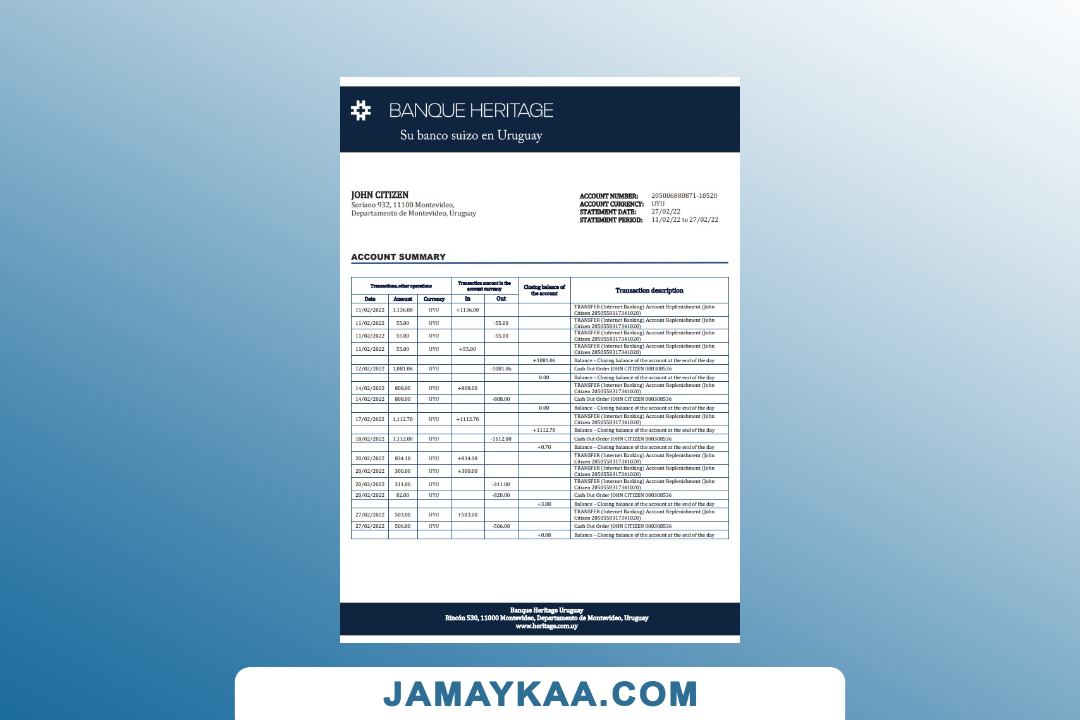 BANQUE HERITAGE
Su banco suizo en Uruguay
JOHN CITIZEN
Soriano 932, 11100 Montevideo,
Departamento de Montevideo, Uruguay
ACCOUNT NUMBER: 205006880871-10520
ACCOUNT CURRENCY: UYU
STATEMENT DATE: 27/02/22
STATEMENT PERIOD: 11/02/22 to 27/02/22
ACCOUNT SUMMARY
Transactions, other operations
Transaction amount in the
account currency
Closing balance of
the account
Transaction description
Date Amount Currency In Out
11/02/2022 1,136.00 UYU +1136.00 TRANSFER (Internet Banking) Account Replenishment (John
Citizen 2050558317341020)
11/02/2022 55.00 UYU -55.00 TRANSFER (Internet Banking) Account Replenishment (John
Citizen 2050558317341020)
11/02/2022 55.00 UYU -55.00 TRANSFER (Internet Banking) Account Replenishment (John
Citizen 2050558317341020)
11/02/2022 55.00 UYU +55.00 TRANSFER (Internet Banking) Account Replenishment (John
Citizen 2050558317341020)
+1081.06 Balance - Closing balance of the account at the end of the day
12/02/2022 1,081.06 UYU -1081.06 Cash Out Order JOHN CITIZEN 000308536
0.00 Balance - Closing balance of the account at the end of the day
14/02/2022 808.00 UYU +808.00 TRANSFER (Internet Banking) Account Replenishment (John
Citizen 2050558317341020)
14/02/2022 808.00 UYU -808.00 Cash Out Order JOHN CITIZEN 000308536
0.00 Balance - Closing balance of the account at the end of the day
17/02/2022 1,112.70 UYU +1112.70 TRANSFER (Internet Banking) Account Replenishment (John
Citizen 2050558317341020)
+1112.70 Balance - Closing balance of the account at the end of the day
18/02/2022 1,112.00 UYU -1112.00 Cash Out Order JOHN CITIZEN 000308536
+0.70 Balance - Closing balance of the account at the end of the day
20/02/2022 834.18 UYU +834.18 TRANSFER (Internet Banking) Account Replenishment (John
Citizen 2050558317341020)
20/02/2022 300.00 UYU +300.00 TRANSFER (Internet Banking) Account Replenishment (John
Citizen 2050558317341020)
20/02/2022 311.00 UYU -311.00 TRANSFER (Internet Banking) Account Replenishment (John
Citizen 2050558317341020)
20/02/2022 82.00 UYU -820.00 Cash Out Order JOHN CITIZEN 000308536
+3.88 Balance - Closing balance of the account at the end of the day
27/02/2022 503.00 UYU +503.00 TRANSFER (Internet Banking) Account Replenishment (John
Citizen 2050558317341020)
27/02/2022 506.00 UYU -506.00 Cash Out Order JOHN CITIZEN 000308536
+0.88 Balance - Closing balance of the account at the end of the day
Banque Heritage Uruguay
Rincón 530, 11000 Montevideo, Departamento de Montevideo, Uruguay
www.heritage.com.uy
JAMAYKAA.COM